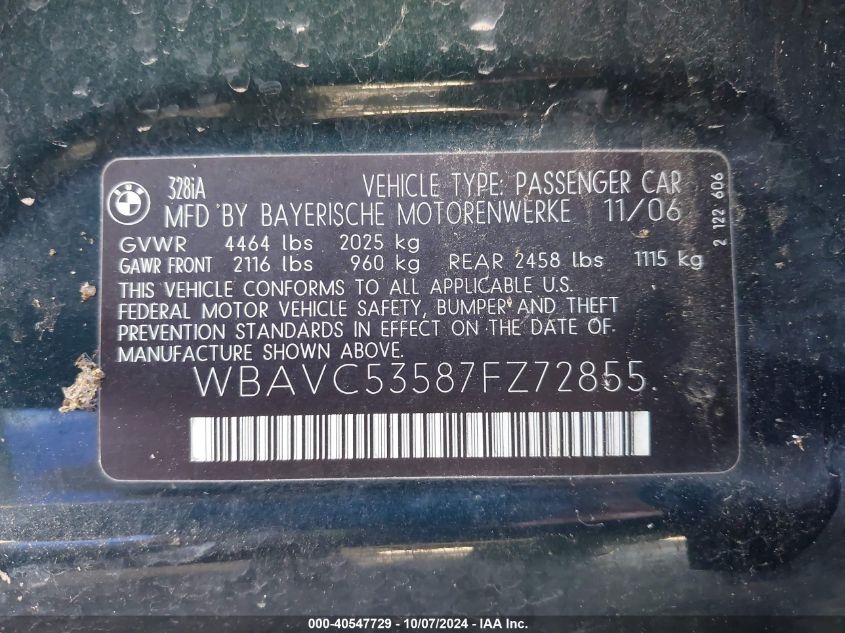 BMW
328iA
VEHICLE TYPE: PASSENGER CAR
MFD BY BAYERISCHE MOTORENWERKE 11/06
GVWR 4464 lbs 2025 kg
GAWR FRONT 2116 lbs 960 kg REAR 2458 lbs 1115 kg
THIS VEHICLE CONFORMS TO ALL APPLICABLE U.S.
FEDERAL MOTOR VEHICLE SAFETY, BUMPER AND THEFT
PREVENTION STANDARDS IN EFFECT ON THE DATE OF
MANUFACTURE SHOWN ABOVE.
WBAVC53587FZ72855.
2 122 606
000-40547729 - 10/07/2024 - IAA Inc.